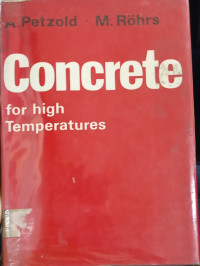 A. Petzold · M. Röhrs
Concrete
for high
Temperatures